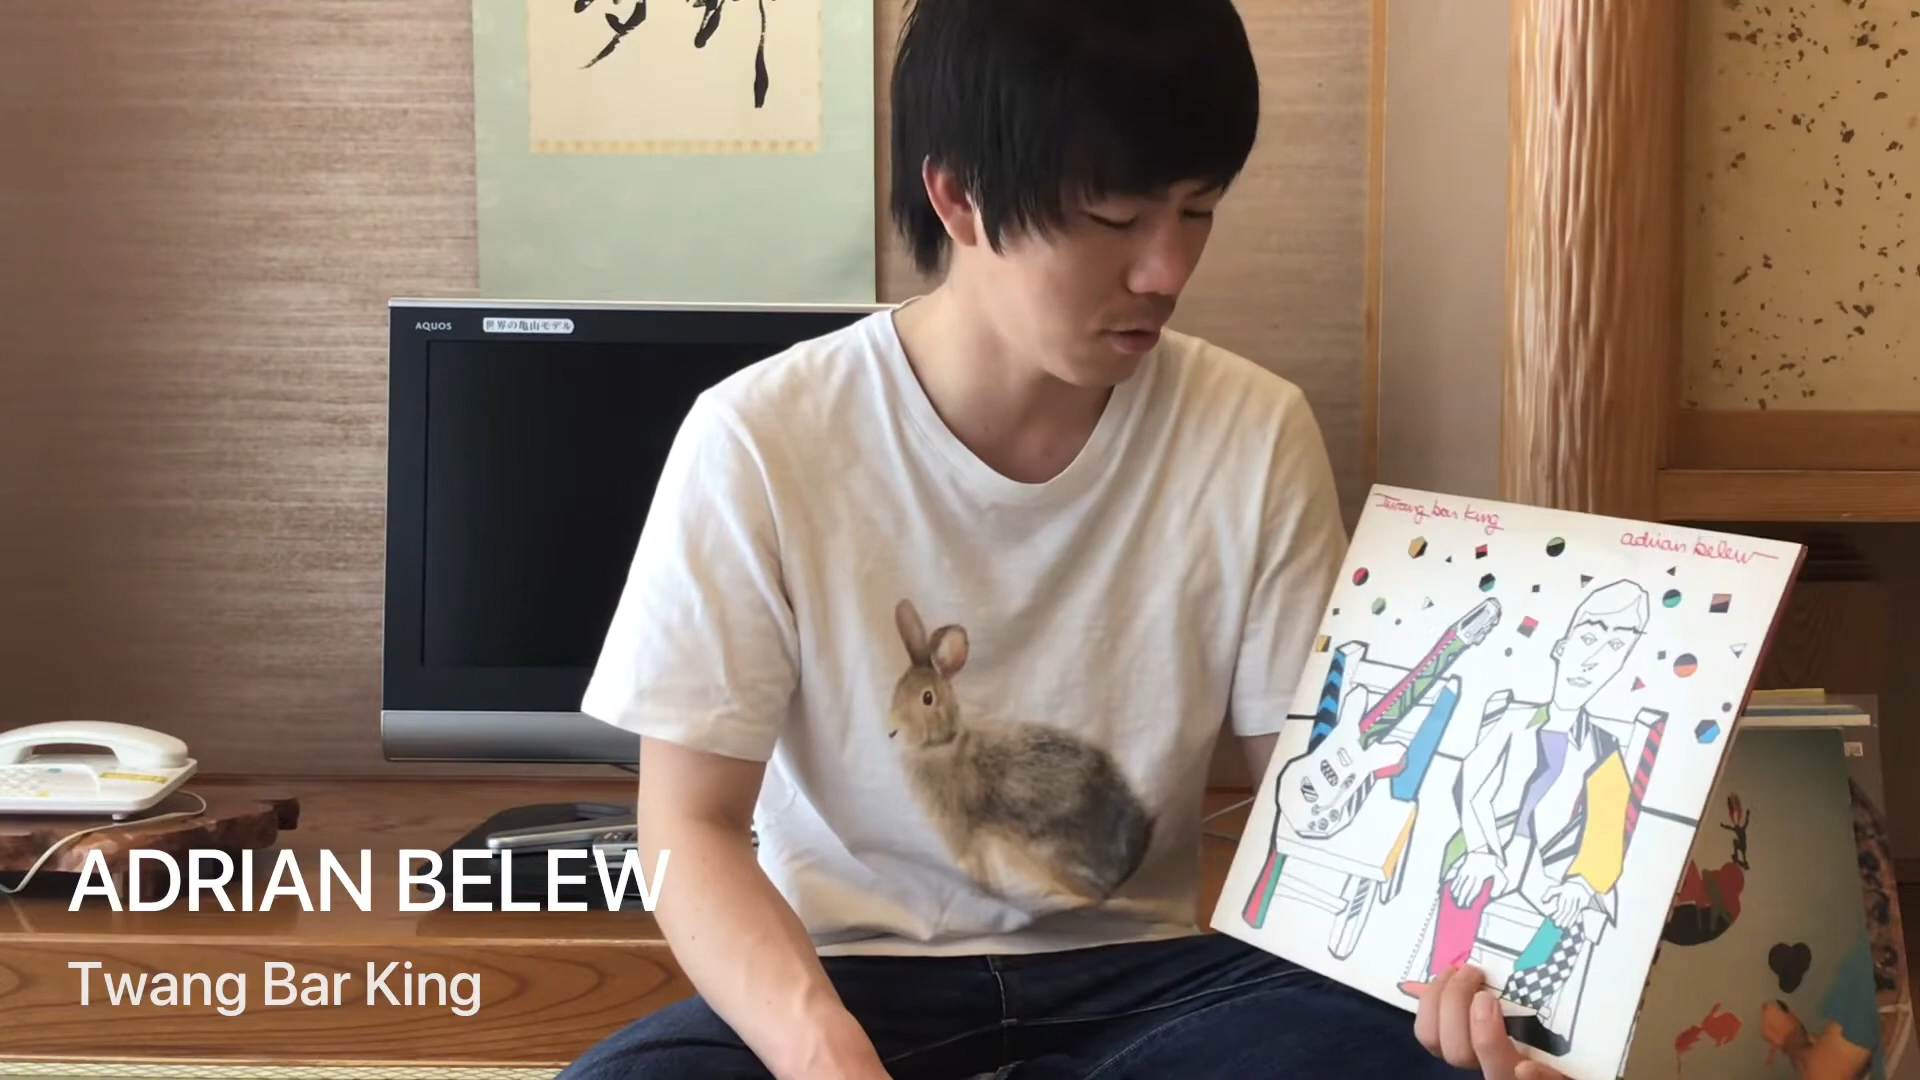 AQUOS 世界の亀山モデル
Twang bar king
adrian belew
ADRIAN BELEW
Twang Bar King